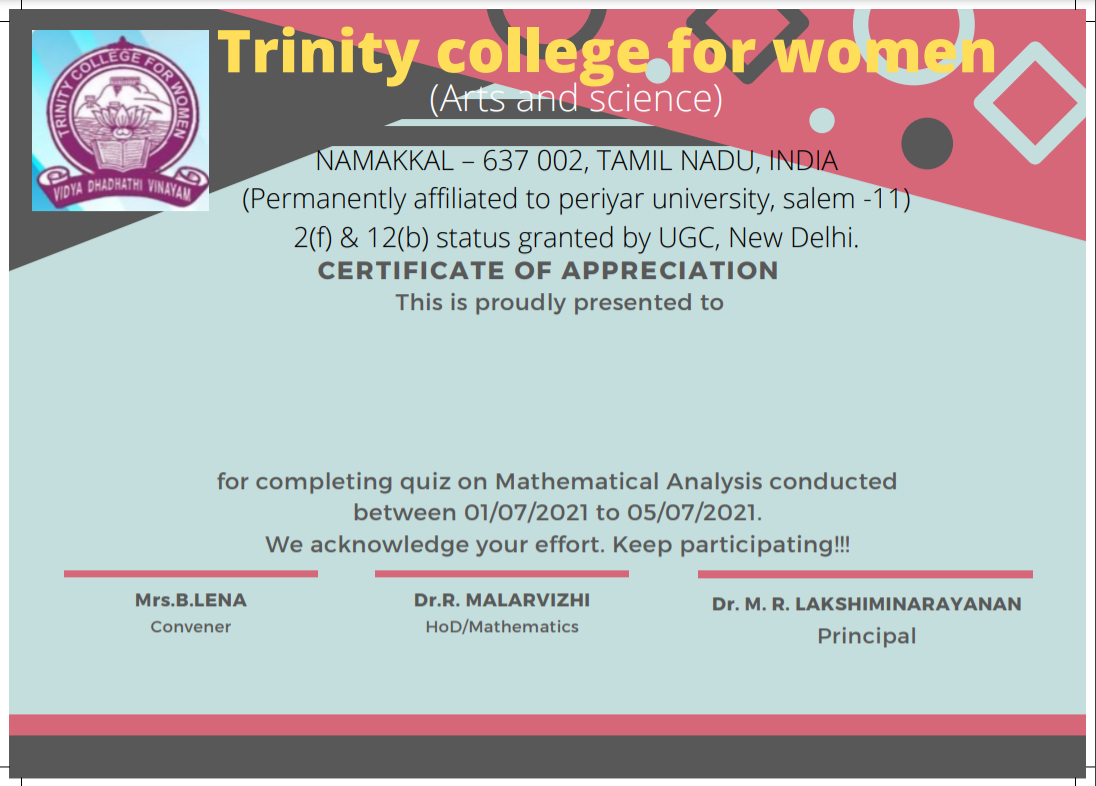 TRINITY COLLEGE FOR WOMEN
VIDYA DHADHATHI VINAYAM
Trinity college for women
(Arts and science)
NAMAKKAL – 637 002, TAMIL NADU, INDIA
(Permanently affiliated to periyar university, salem -11)
2(f) & 12(b) status granted by UGC, New Delhi.
CERTIFICATE OF APPRECIATION
This is proudly presented to
for completing quiz on Mathematical Analysis conducted
between 01/07/2021 to 05/07/2021.
We acknowledge your effort. Keep participating!!!
Mrs.B.LENA
Convener
Dr.R. MALARVIZHI
HoD/Mathematics
Dr. M. R. LAKSHIMINARAYANAN
Principal